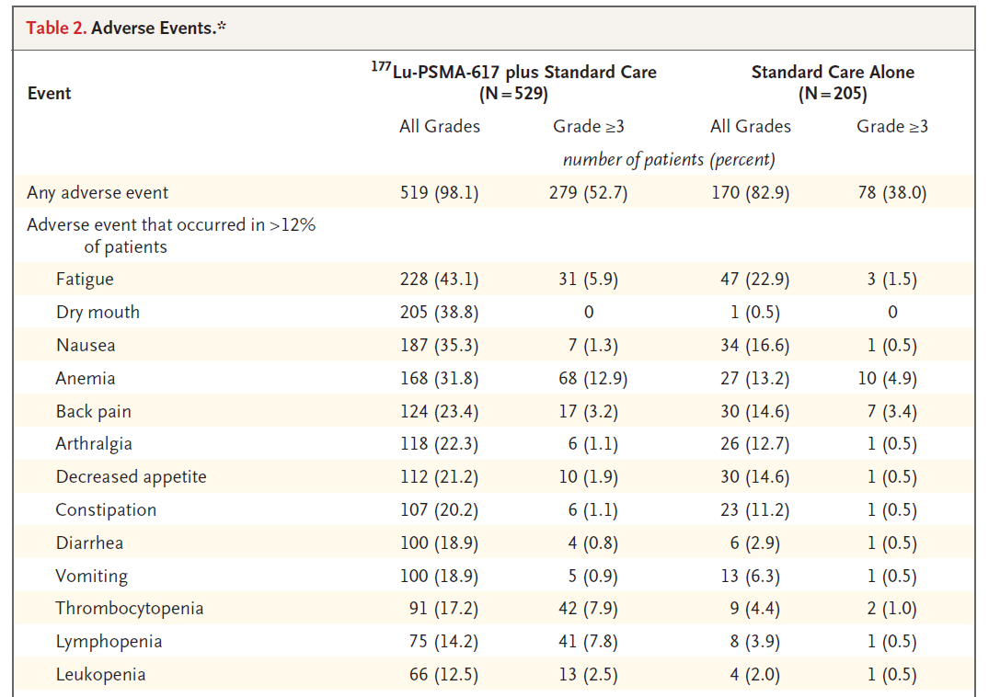 Table 2. Adverse Events.*
Event ¹⁷⁷Lu-PSMA-617 plus Standard Care (N=529) Standard Care Alone (N=205)
All Grades Grade ≥3 All Grades Grade ≥3
number of patients (percent)
Any adverse event 519 (98.1) 279 (52.7) 170 (82.9) 78 (38.0)
Adverse event that occurred in >12%
of patients
Fatigue 228 (43.1) 31 (5.9) 47 (22.9) 3 (1.5)
Dry mouth 205 (38.8) 0 1 (0.5) 0
Nausea 187 (35.3) 7 (1.3) 34 (16.6) 1 (0.5)
Anemia 168 (31.8) 68 (12.9) 27 (13.2) 10 (4.9)
Back pain 124 (23.4) 17 (3.2) 30 (14.6) 7 (3.4)
Arthralgia 118 (22.3) 6 (1.1) 26 (12.7) 1 (0.5)
Decreased appetite 112 (21.2) 10 (1.9) 30 (14.6) 1 (0.5)
Constipation 107 (20.2) 6 (1.1) 23 (11.2) 1 (0.5)
Diarrhea 100 (18.9) 4 (0.8) 6 (2.9) 1 (0.5)
Vomiting 100 (18.9) 5 (0.9) 13 (6.3) 1 (0.5)
Thrombocytopenia 91 (17.2) 42 (7.9) 9 (4.4) 2 (1.0)
Lymphopenia 75 (14.2) 41 (7.8) 8 (3.9) 1 (0.5)
Leukopenia 66 (12.5) 13 (2.5) 4 (2.0) 1 (0.5)